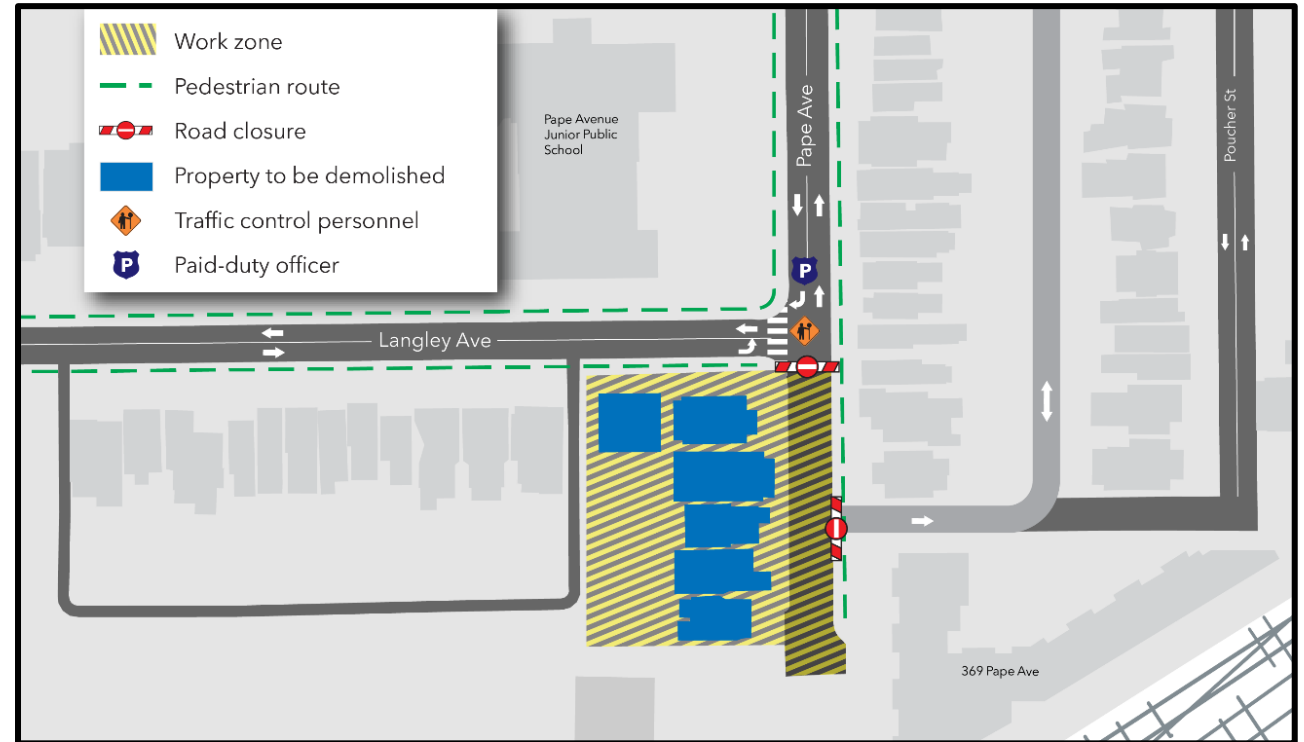 Work zone
Pedestrian route
Road closure
Property to be demolished
Traffic control personnel
P
Paid-duty officer
Pape Avenue
Junior Public
School
Pape Ave
Poucher St
P
Langley Ave
369 Pape Ave